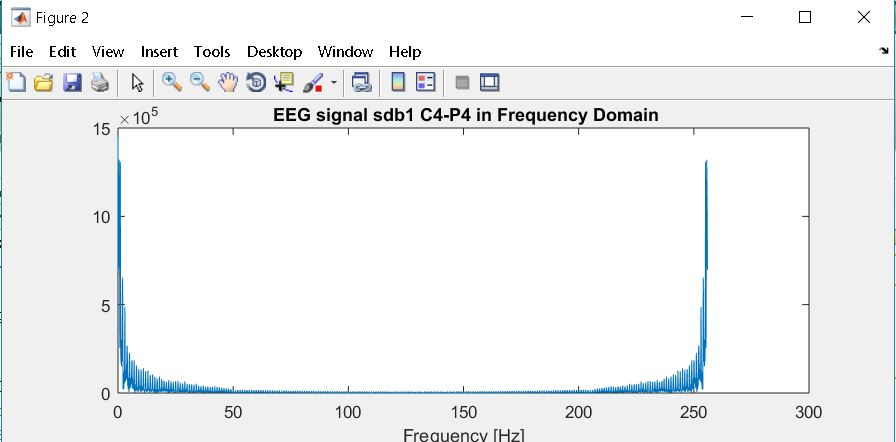 Figure 2
File Edit View Insert Tools Desktop Window Help
× 10^5
EEG signal sdb1 C4-P4 in Frequency Domain
15
10
5
0
0 50 100 150 200 250 300
Frequency [Hz]